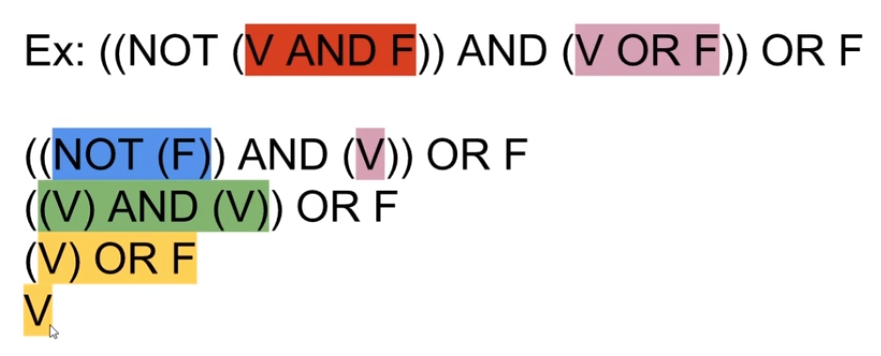 Ex: ((NOT (V AND F)) AND (V OR F)) OR F
((NOT (F)) AND (V)) OR F
((V) AND (V)) OR F
(V) OR F
V